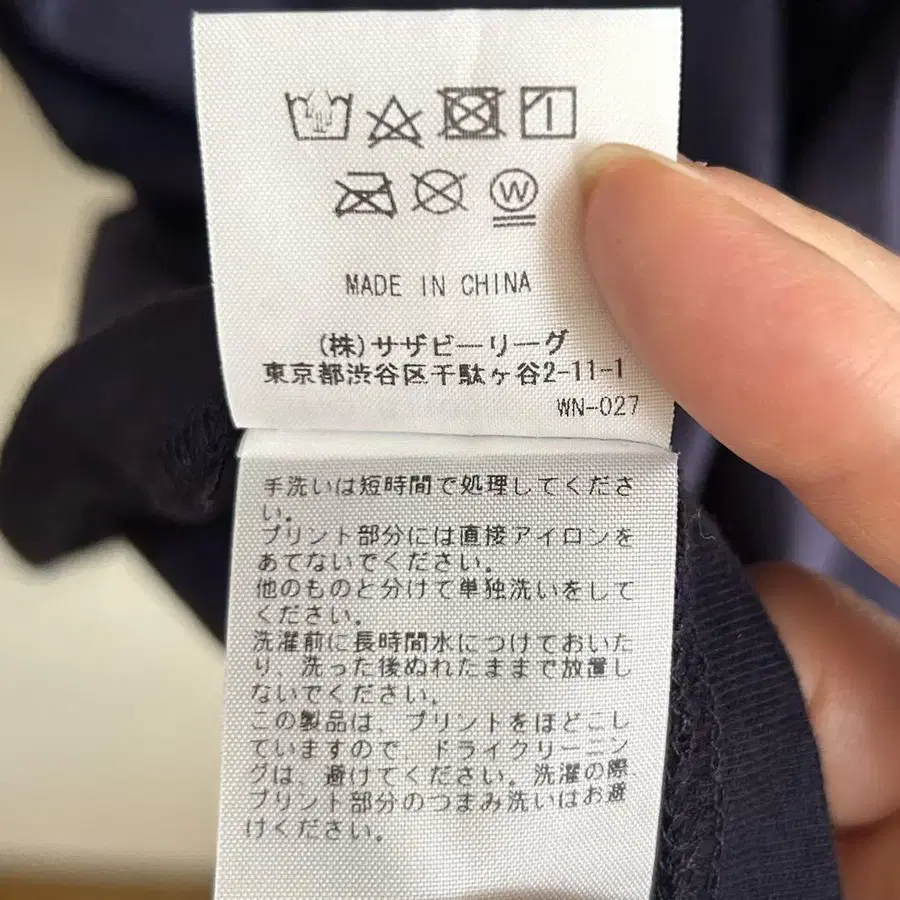 W
MADE IN CHINA
(株)サザビーリーグ
東京都渋谷区千駄ヶ谷2-11-1
WN-027
手洗いは短時間で処理してくださ
い。
プリント部分には直接アイロンを
あてないでください。
他のものと分けて単独洗いをして
ください。
洗濯前に長時間水につけておいた
り、洗った後ぬれたままで放置し
ないでください。
この製品は、プリントをほどこし
ていますので ドライクリーニン
グは、避けてください。洗濯の際、
プリント部分のつまみ洗いはお避
けください。